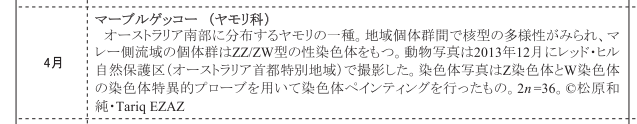 マーブルゲッコー （ヤモリ科）
オーストラリア南部に分布するヤモリの一種。地域個体群間で核型の多様性がみられ、マ
レー側流域の個体群はZZ/ZW型の性染色体をもつ。動物写真は2013年12月にレッド・ヒル
4月
自然保護区（オーストラリア首都特別地域）で撮影した。染色体写真はZ染色体とW染色体
の染色体特異的プローブを用いて染色体ペインティングを行ったもの。2n=36。©松原和
純・Tariq EZAZ